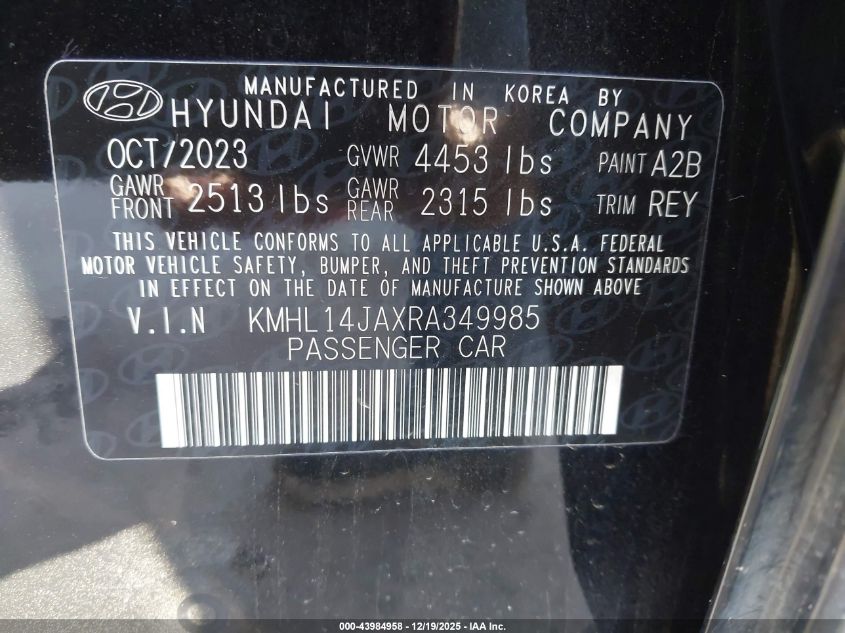 MANUFACTURED IN KOREA BY
HYUNDAI MOTOR COMPANY
OCT/2023 GVWR 4453 lbs PAINT A2B
GAWR FRONT 2513 lbs GAWR REAR 2315 lbs TRIM REY
THIS VEHICLE CONFORMS TO ALL APPLICABLE U.S.A. FEDERAL
MOTOR VEHICLE SAFETY, BUMPER, AND THEFT PREVENTION STANDARDS
IN EFFECT ON THE DATE OF MANUFACTURE SHOWN ABOVE
V.I.N KMHL14JAXRA349985
PASSENGER CAR
000-43984958 - 12/19/2025 - IAA Inc.